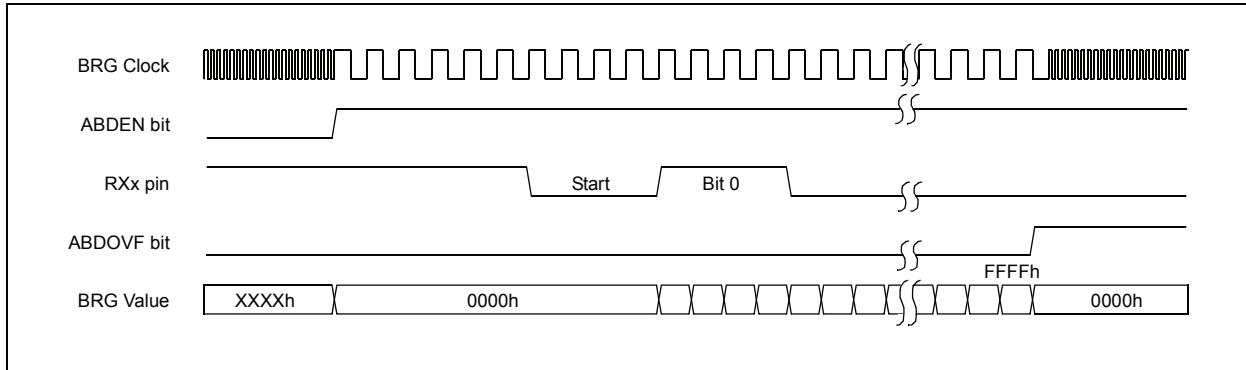 BRG Clock
ABDEN bit
RXx pin
Start
Bit 0
ABDOVF bit
FFFFh
BRG Value
XXXXh
0000h
0000h